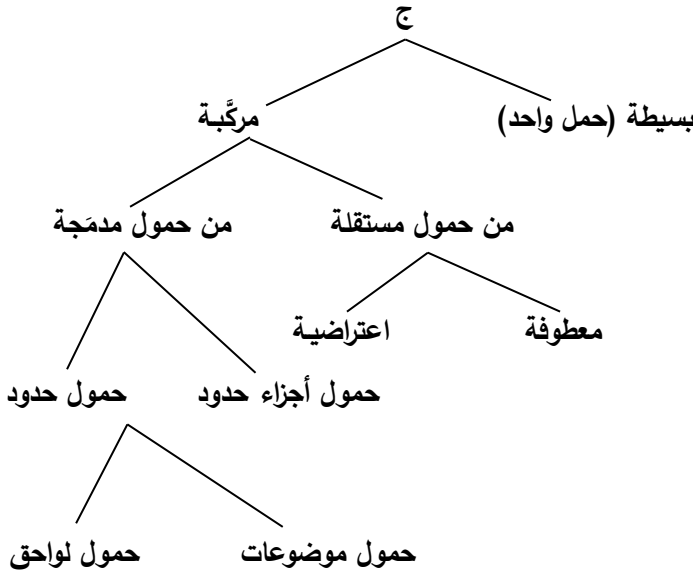 ج
بسيطة (حمل واحد) مركَّبة
من حمول مستقلة من حمول مدمَجة
معطوفة اعتراضية
حمول أجزاء حدود حمول حدود
حمول موضوعات حمول لواحق